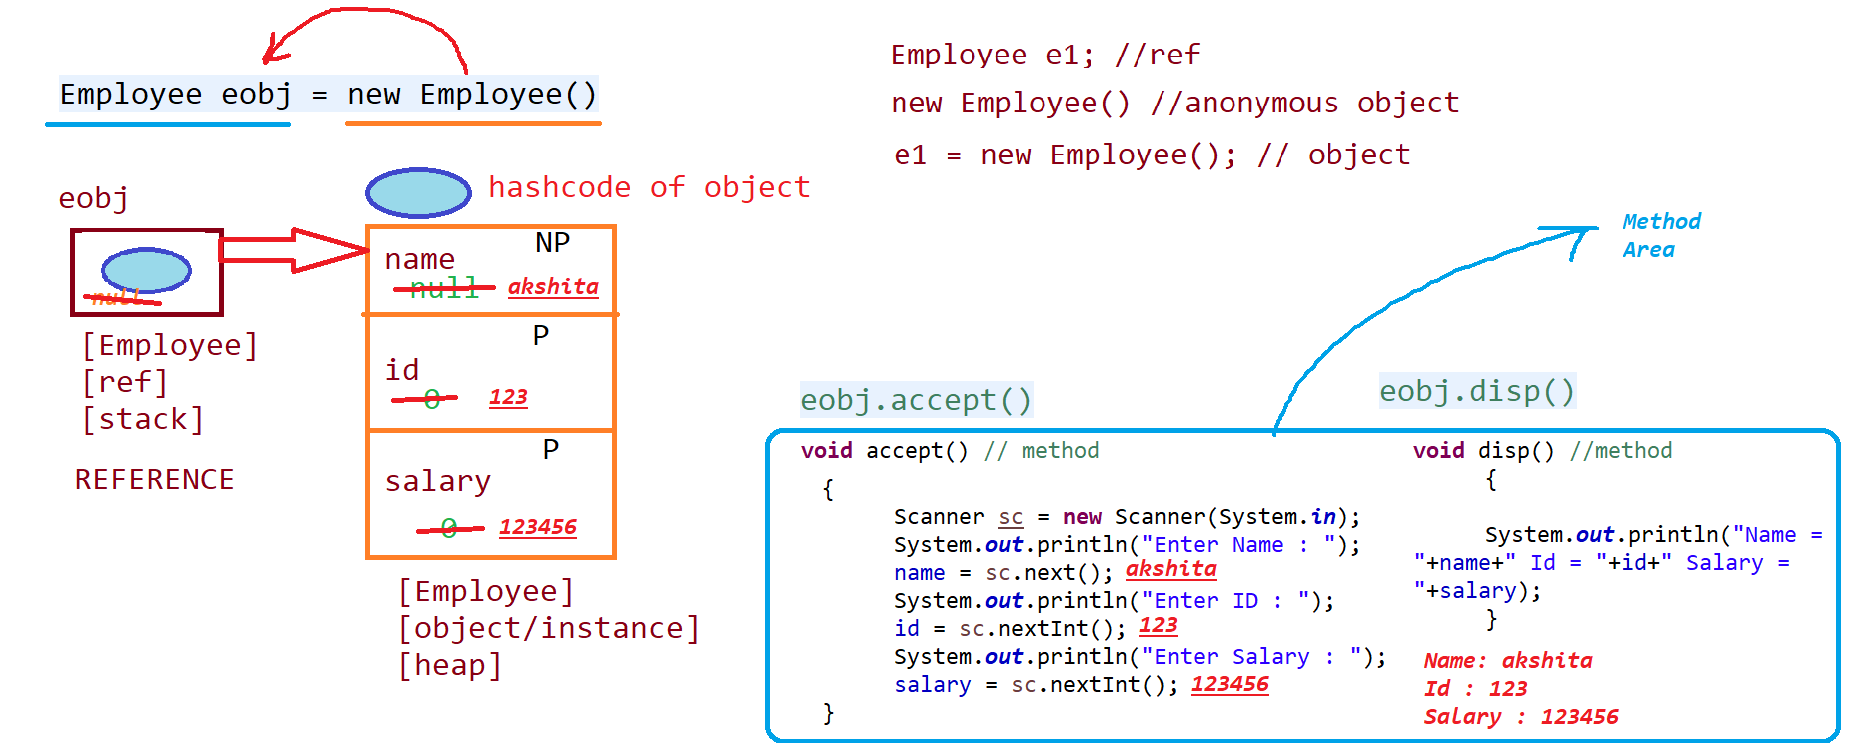 Employee eobj = new Employee()
eobj
null
[Employee]
[ref]
[stack]
REFERENCE
hashcode of object
name NP
null akshita
P
id
0 123
P
salary
0 123456
[Employee]
[object/instance]
[heap]
Employee e1; //ref
new Employee() //anonymous object
e1 = new Employee(); // object
Method
Area
eobj.accept()
void accept() // method
{
Scanner sc = new Scanner(System.in);
System.out.println("Enter Name : ");
name = sc.next(); akshita
System.out.println("Enter ID : ");
id = sc.nextInt(); 123
System.out.println("Enter Salary : ");
salary = sc.nextInt(); 123456
}
eobj.disp()
void disp() //method
{
System.out.println("Name =
"+name+" Id = "+id+" Salary =
"+salary);
}
Name: akshita
Id : 123
Salary : 123456